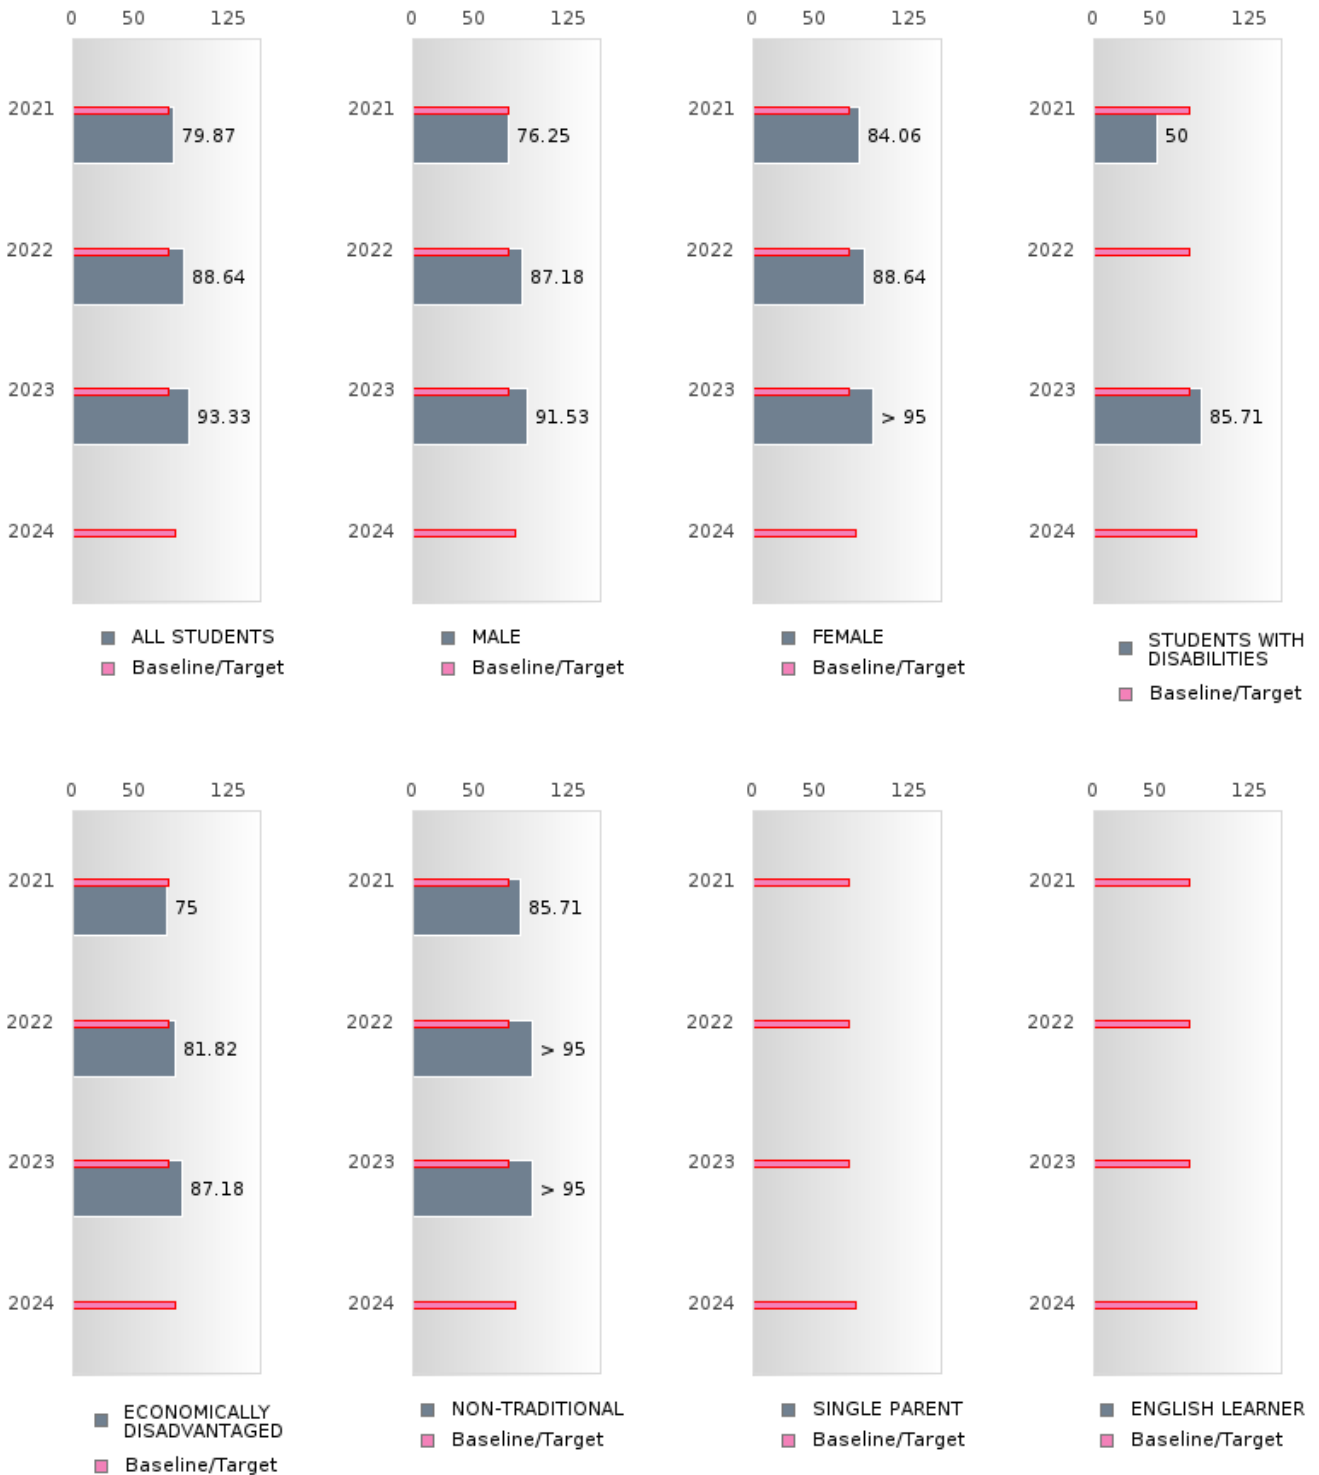 0 50 125
0 50 125
0 50 125
0 50 125
2021 79.87
2022 88.64
2023 93.33
2024
ALL STUDENTS
Baseline/Target
2021 76.25
2022 87.18
2023 91.53
2024
MALE
Baseline/Target
2021 84.06
2022 88.64
2023 > 95
2024
FEMALE
Baseline/Target
2021 50
2022
2023 85.71
2024
STUDENTS WITH
DISABILITIES
Baseline/Target
0 50 125
0 50 125
0 50 125
0 50 125
2021 75
2022 81.82
2023 87.18
2024
ECONOMICALLY
DISADVANTAGED
Baseline/Target
2021 85.71
2022 > 95
2023 > 95
2024
NON-TRADITIONAL
Baseline/Target
2021
2022
2023
2024
SINGLE PARENT
Baseline/Target
2021
2022
2023
2024
ENGLISH LEARNER
Baseline/Target